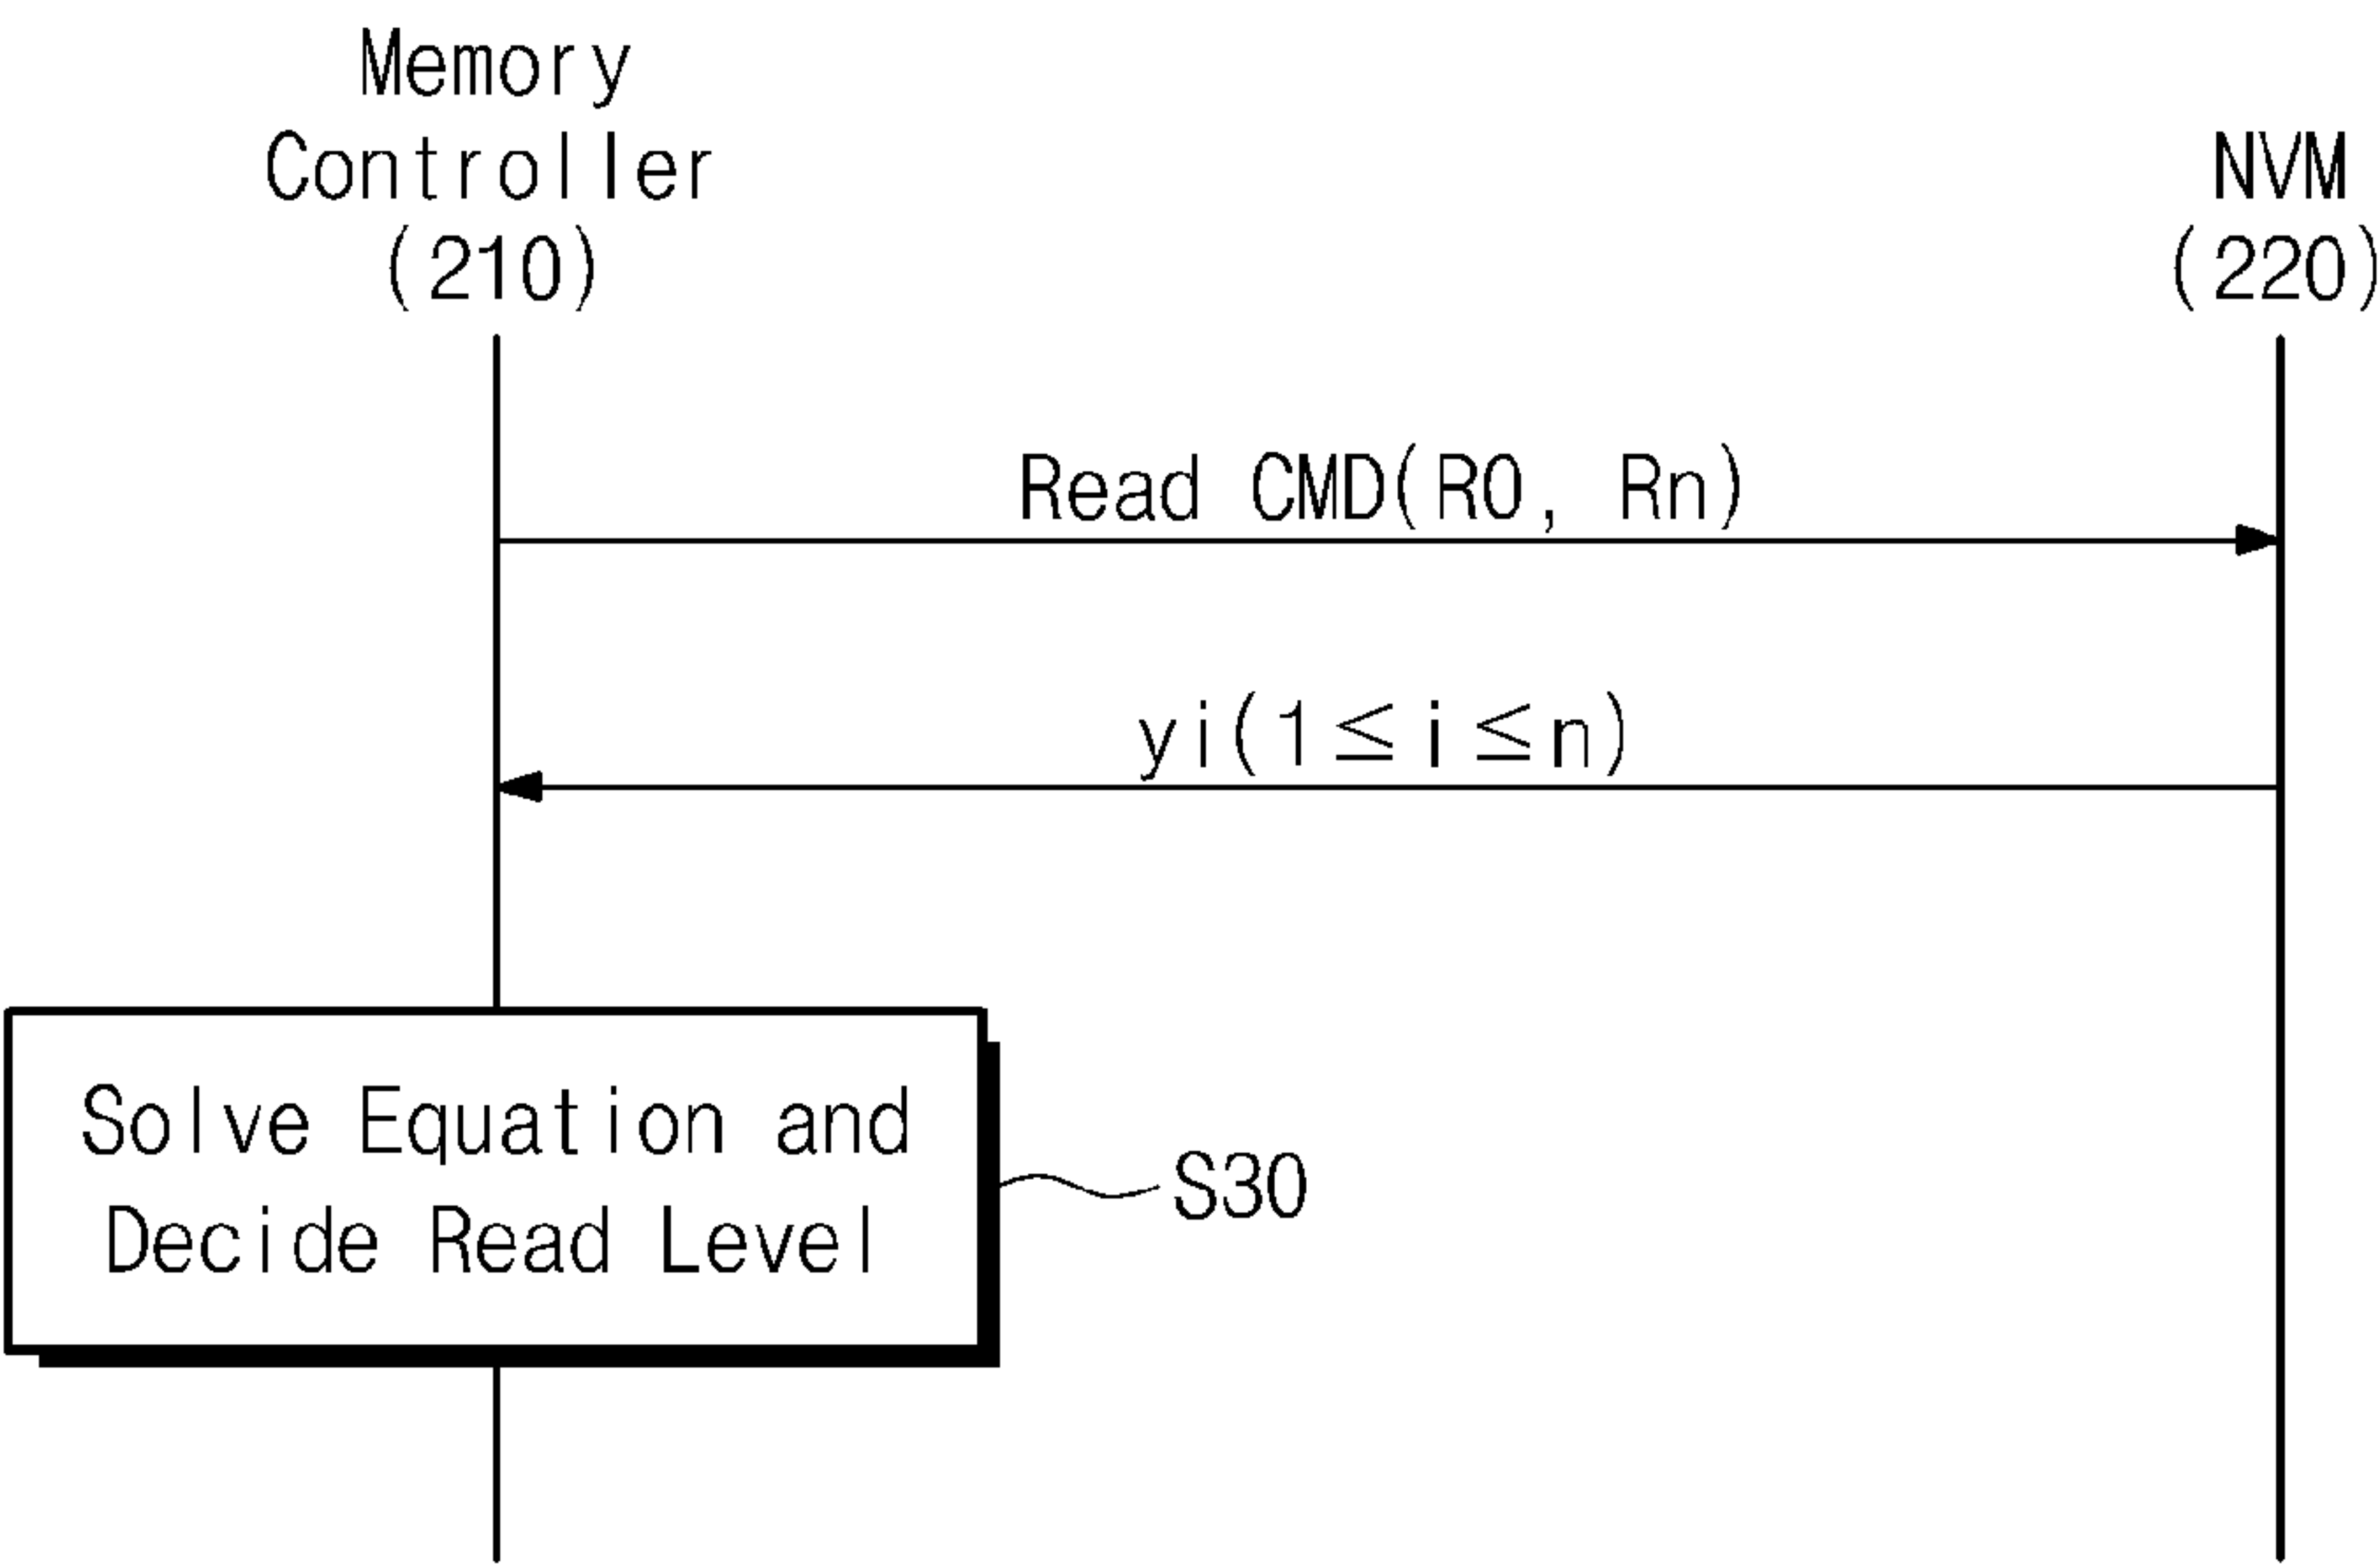 Memory
Controller
(210)
NVM
(220)
Read CMD(R0, Rn)
yi(1≤i≤n)
Solve Equation and
Decide Read Level
S30